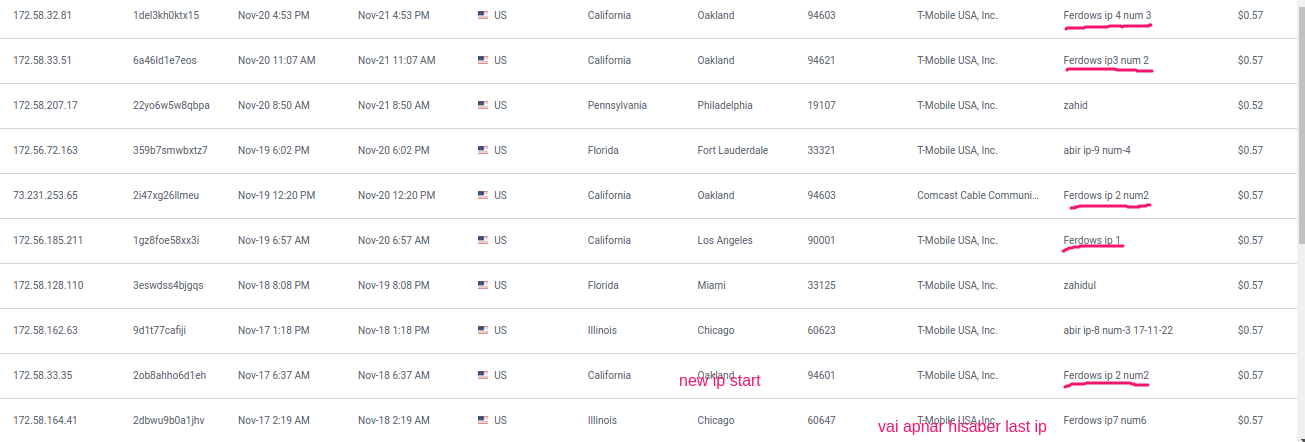 172.58.32.81 1del3kh0ktx15 Nov-20 4:53 PM Nov-21 4:53 PM US California Oakland 94603 T-Mobile USA, Inc. Ferdows ip 4 num 3 $0.57
172.58.33.51 6a46ld1e7eos Nov-20 11:07 AM Nov-21 11:07 AM US California Oakland 94621 T-Mobile USA, Inc. Ferdows ip3 num 2 $0.57
172.58.207.17 22yo6w5w8qbpa Nov-20 8:50 AM Nov-21 8:50 AM US Pennsylvania Philadelphia 19107 T-Mobile USA, Inc. zahid $0.52
172.56.72.163 359b7smwbxtz7 Nov-19 6:02 PM Nov-20 6:02 PM US Florida Fort Lauderdale 33321 T-Mobile USA, Inc. abir ip-9 num-4 $0.57
73.231.253.65 2i47xg26llmeu Nov-19 12:20 PM Nov-20 12:20 PM US California Oakland 94603 Comcast Cable Communi... Ferdows ip 2 num2 $0.57
172.56.185.211 1gz8foe58xx3i Nov-19 6:57 AM Nov-20 6:57 AM US California Los Angeles 90001 T-Mobile USA, Inc. Ferdows ip 1 $0.57
172.58.128.110 3eswdss4bjgqs Nov-18 8:08 PM Nov-19 8:08 PM US Florida Miami 33125 T-Mobile USA, Inc. zahidul $0.57
172.58.162.63 9d1t77cafiji Nov-17 1:18 PM Nov-18 1:18 PM US Illinois Chicago 60623 T-Mobile USA, Inc. abir ip-8 num-3 17-11-22 $0.57
172.58.33.35 2ob8ahho6d1eh Nov-17 6:37 AM Nov-18 6:37 AM US California Oakland 94601 T-Mobile USA, Inc. Ferdows ip 2 num2 $0.57
new ip start
172.58.164.41 2dbwu9b0a1jhv Nov-17 2:19 AM Nov-18 2:19 AM US Illinois Chicago 60647 T-Mobile USA, Inc. Ferdows ip7 num6 $0.57
vai apnar hisaber last ip